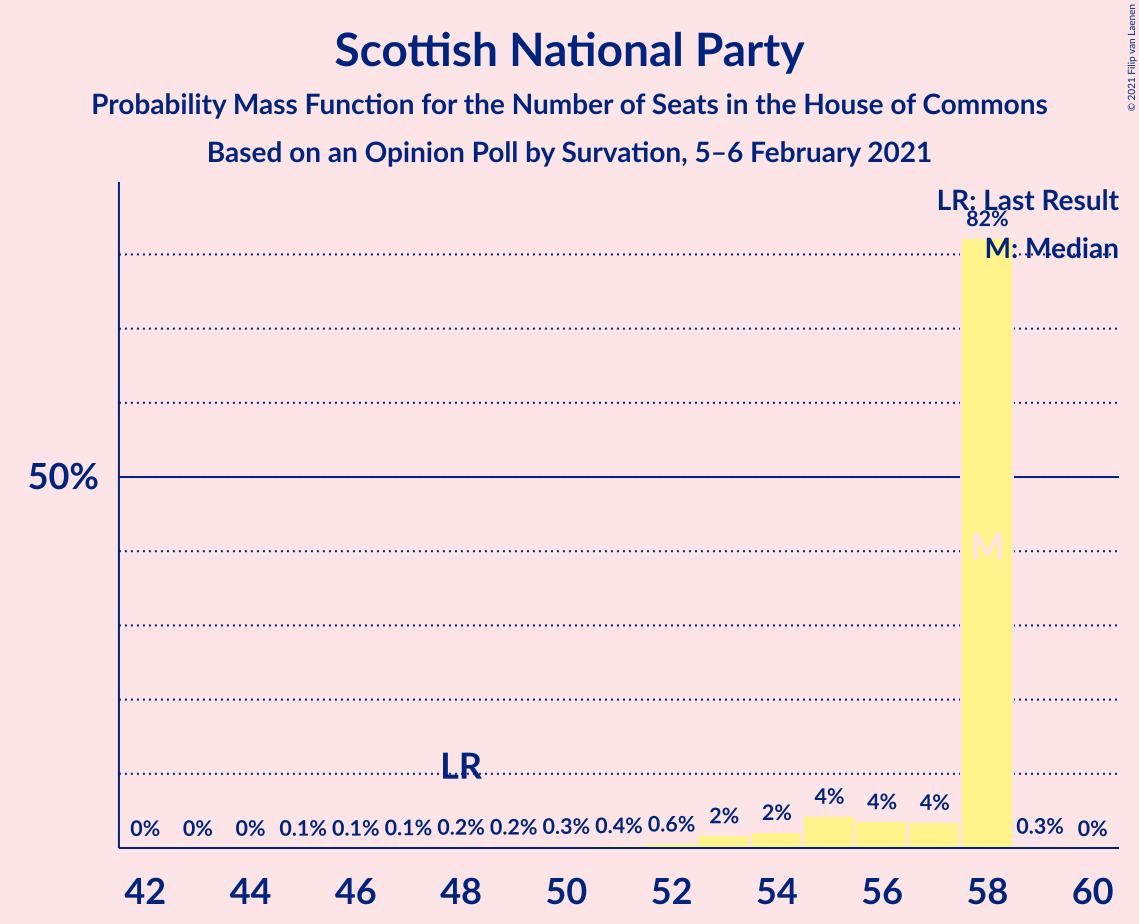 Scottish National Party
Probability Mass Function for the Number of Seats in the House of Commons
Based on an Opinion Poll by Survation, 5–6 February 2021
© 2021 Filip van Laenen
LR: Last Result
82%
M: Median
50%
M
LR
0% 0% 0% 0.1% 0.1% 0.1% 0.2% 0.2% 0.3% 0.4% 0.6% 2% 2% 4% 4% 4% 0.3% 0%
42 44 46 48 50 52 54 56 58 60